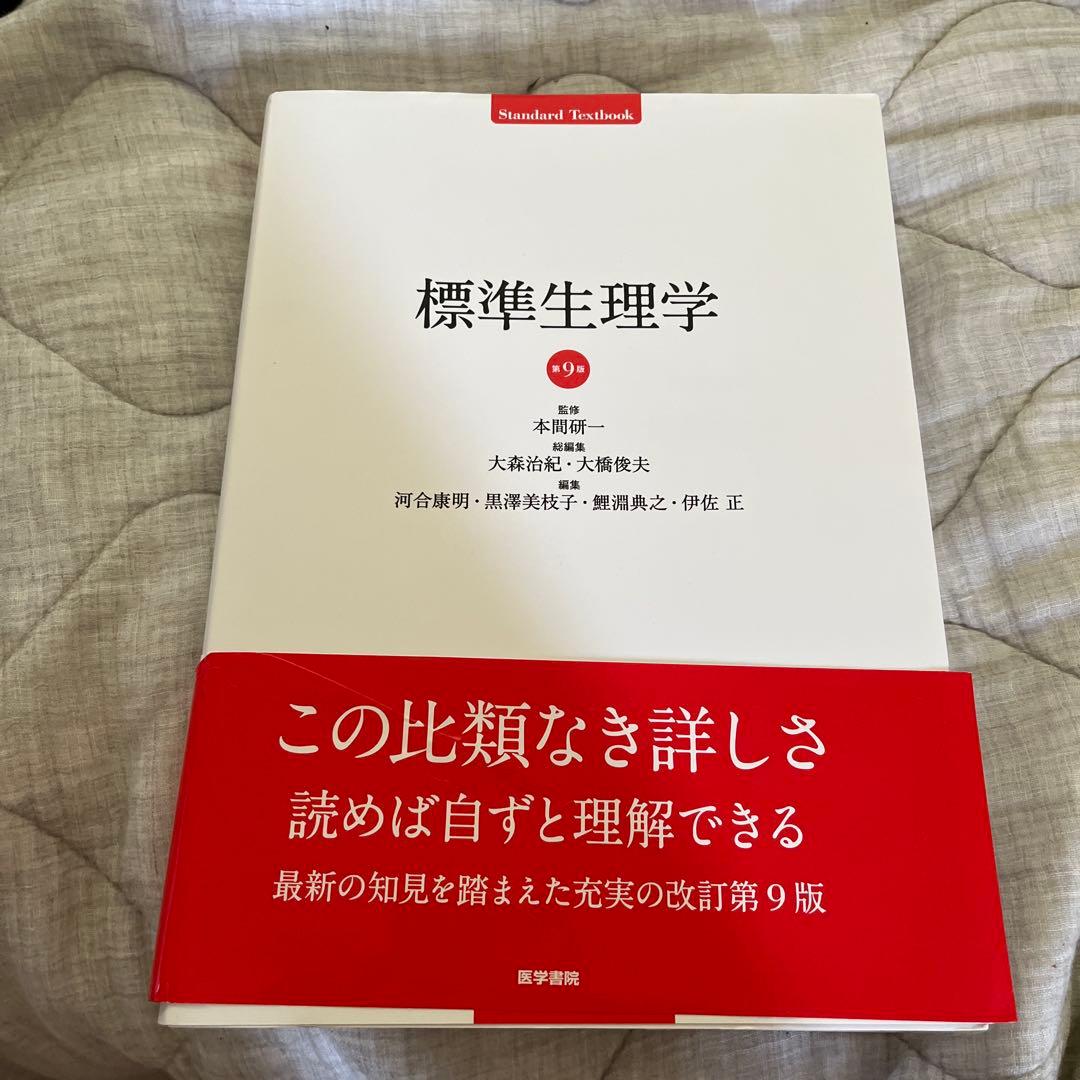 Standard Textbook
標準生理学
第9版
監修
本間研一
総編集
大森治紀・大橋俊夫
編集
河合康明・黒澤美枝子・鯉淵典之・伊佐 正
この比類なき詳しさ
読めば自ずと理解できる
最新の知見を踏まえた充実の改訂第9版
医学書院